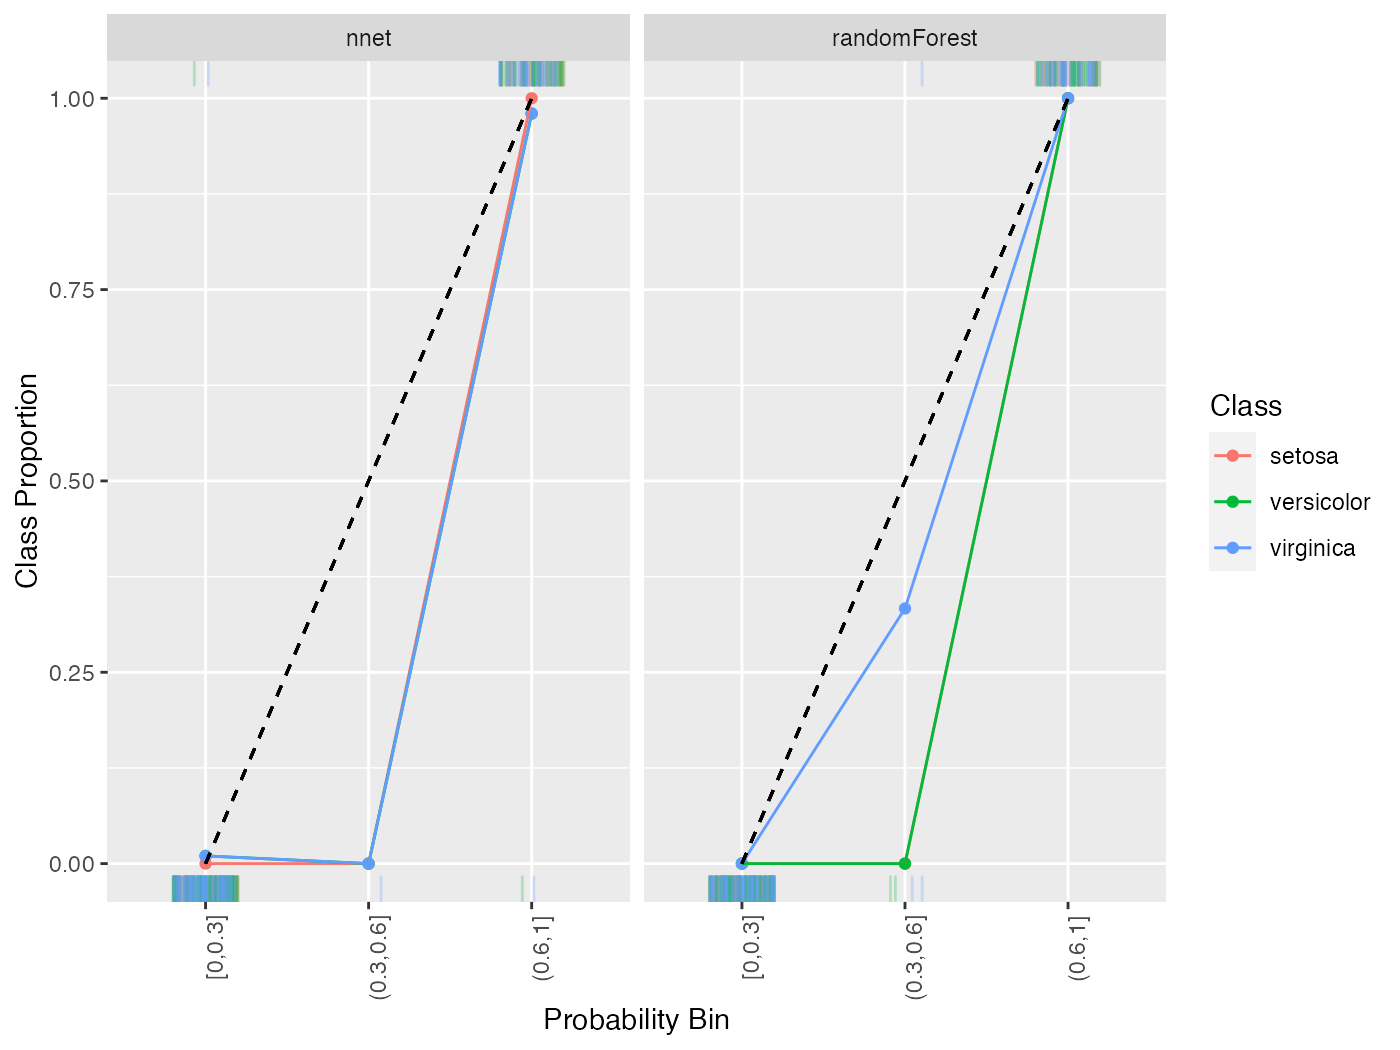 nnet
randomForest
1.00
0.75
0.50
0.25
0.00
Class Proportion
[0,0.3]
(0.3,0.6]
(0.6,1]
[0,0.3]
(0.3,0.6]
(0.6,1]
Probability Bin
Class
setosa
versicolor
virginica